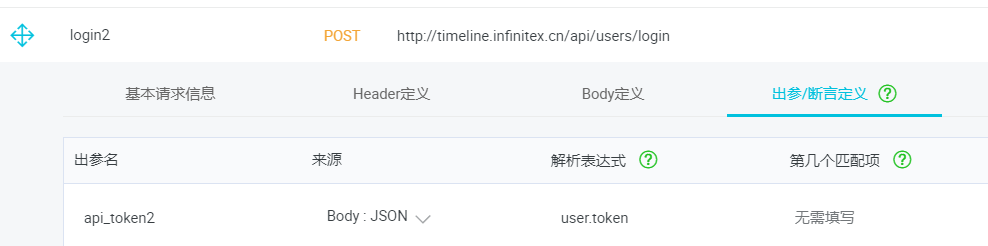 login2 POST http://timeline.infinitex.cn/api/users/login
基本请求信息 Header定义 Body定义 出参/断言定义 ?
出参名 来源 解析表达式 ? 第几个匹配项 ?
api_token2 Body : JSON user.token 无需填写